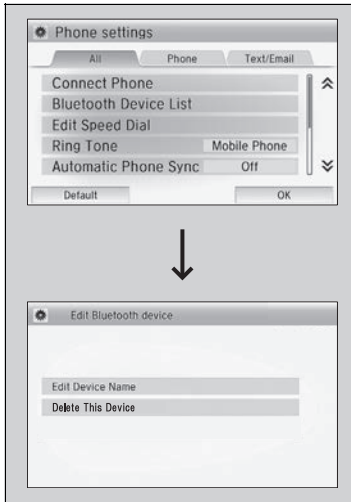 Phone settings
All Phone Text/Email
Connect Phone
Bluetooth Device List
Edit Speed Dial
Ring Tone Mobile Phone
Automatic Phone Sync Off
Default OK
Edit Bluetooth device
Edit Device Name
Delete This Device